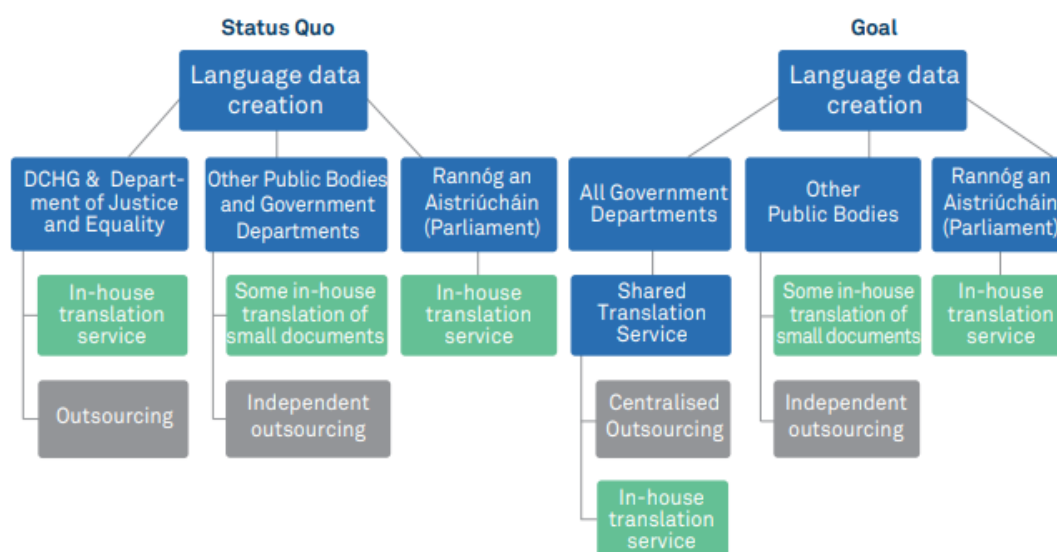 Status Quo
Language data
creation
DCHG & Depart-
ment of Justice
and Equality
Other Public Bodies
and Government
Departments
Rannóg an
Aistriúcháin
(Parliament)
In-house
translation
service
Some in-house
translation of
small documents
In-house
translation
service
Outsourcing
Independent
outsourcing
Goal
Language data
creation
All Government
Departments
Other
Public Bodies
Rannóg an
Aistriúcháin
(Parliament)
Shared
Translation
Service
Some in-house
translation of
small documents
In-house
translation
service
Centralised
Outsourcing
Independent
outsourcing
In-house
translation
service